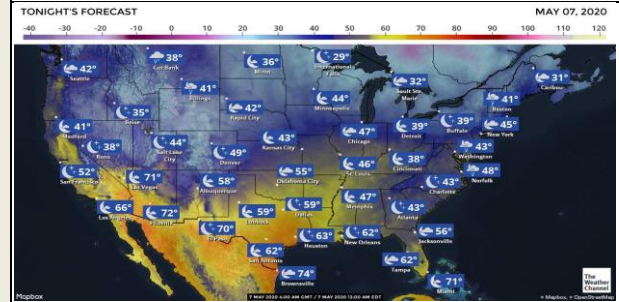 TONIGHT'S FORECAST
MAY 07, 2020
-40 -30 -20 -10 0 10 20 30 40 50 60 70 80 90 100 110 120
42°
Seattle
38°
Cut Bank
36°
Minot
29°
International
Falls
32°
Sault Ste.
Marie
31°
Caribou
41°
Billings
42°
Rapid City
44°
Minneapolis
41°
Boston
35°
Boise
39°
Detroit
39°
Buffalo
45°
New York
41°
Medford
38°
Reno
44°
Salt Lake
City
49°
Denver
43°
Kansas City
47°
Chicago
43°
Washington
52°
San Francisco
71°
Las Vegas
58°
Albuquerque
55°
Oklahoma City
46°
St. Louis
38°
Cincinnati
48°
Norfolk
43°
Charlotte
66°
Los Angeles
72°
Phoenix
70°
El Paso
59°
Lubbock
59°
Dallas
47°
Memphis
43°
Atlanta
62°
San Antonio
63°
Houston
62°
New Orleans
56°
Jacksonville
74°
Brownsville
62°
Tampa
71°
Miami
The
Weather
Channel
Mapbox
7 MAY 2020 4:00 AM GMT / 7 MAY 2020 12:00 AM EDT
© Mapbox, © OpenStreetMap